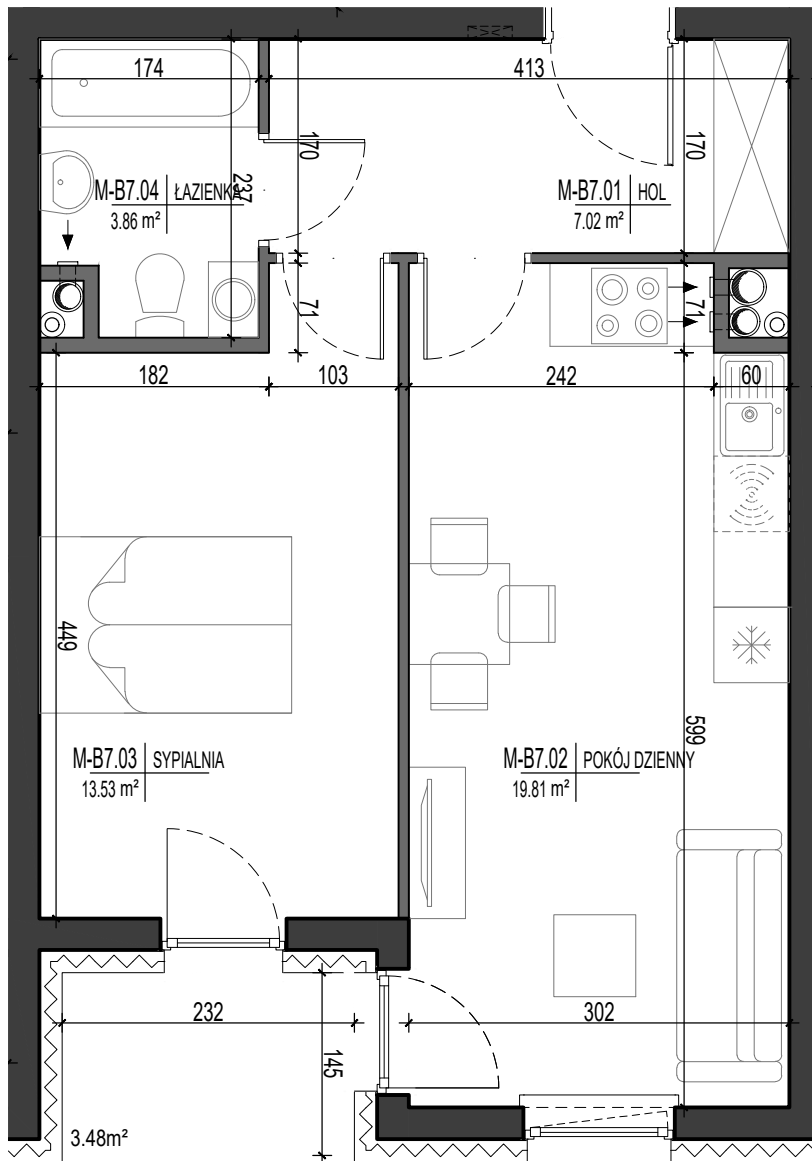 174
413
170
170
M-B7.04 ŁAZIENKA
3.86 m²
237
M-B7.01 HOL
7.02 m²
71
71
182
103
242
60
449
599
M-B7.03 SYPIALNIA
13.53 m²
M-B7.02 POKÓJ DZIENNY
19.81 m²
232
302
145
3.48m²